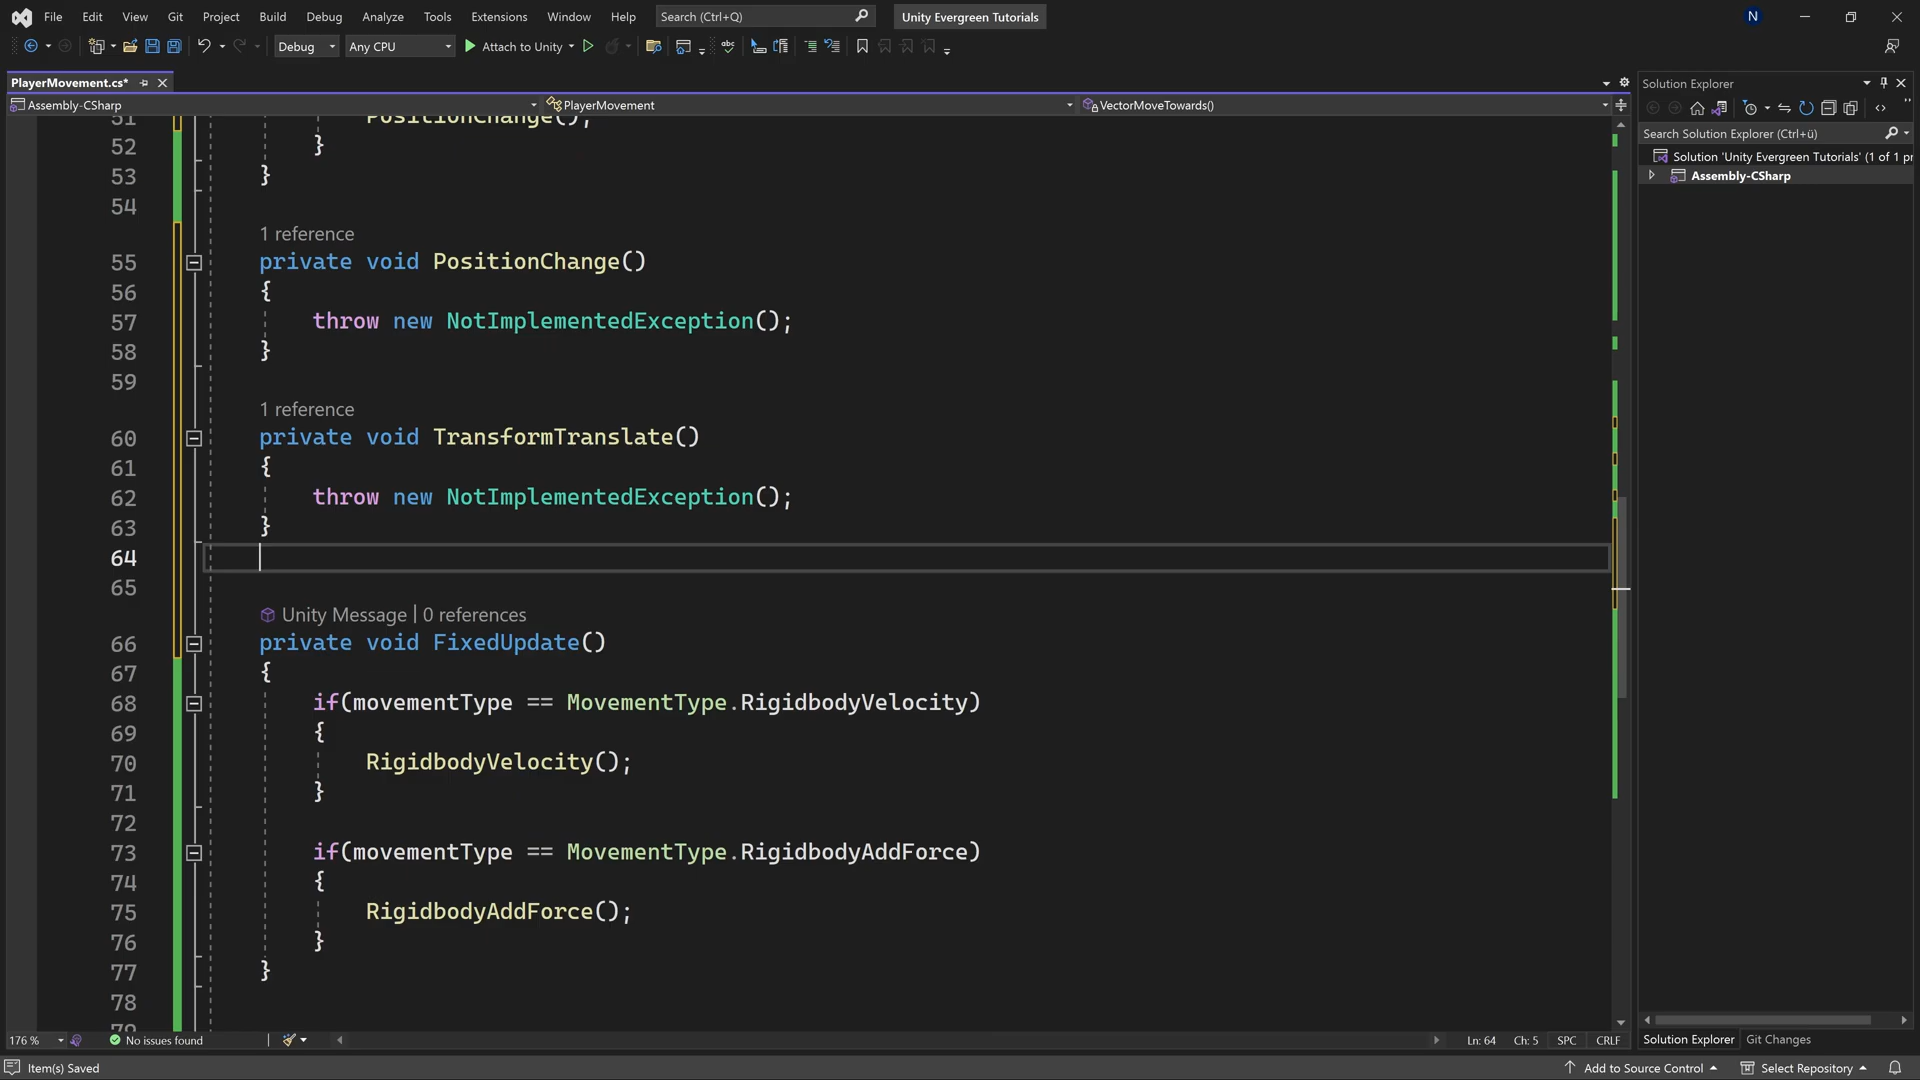 File Edit View Git Project Build Debug Analyze Tools Extensions Window Help Search (Ctrl+Q) Unity Evergreen Tutorials N
Debug Any CPU Attach to Unity
PlayerMovement.cs*
Assembly-CSharp PlayerMovement VectorMoveTowards()
51 PositionChange();
52 }
53 }
54
1 reference
55 private void PositionChange()
56 {
57 throw new NotImplementedException();
58 }
59
1 reference
60 private void TransformTranslate()
61 {
62 throw new NotImplementedException();
63 }
64
65
Unity Message | 0 references
66 private void FixedUpdate()
67 {
68 if(movementType == MovementType.RigidbodyVelocity)
69 {
70 RigidbodyVelocity();
71 }
72
73 if(movementType == MovementType.RigidbodyAddForce)
74 {
75 RigidbodyAddForce();
76 }
77 }
78
79
176 % No issues found Ln: 64 Ch: 5 SPC CRLF
Solution Explorer
Search Solution Explorer (Ctrl+ü)
Solution 'Unity Evergreen Tutorials' (1 of 1 pr
Assembly-CSharp
Solution Explorer Git Changes
Item(s) Saved Add to Source Control Select Repository